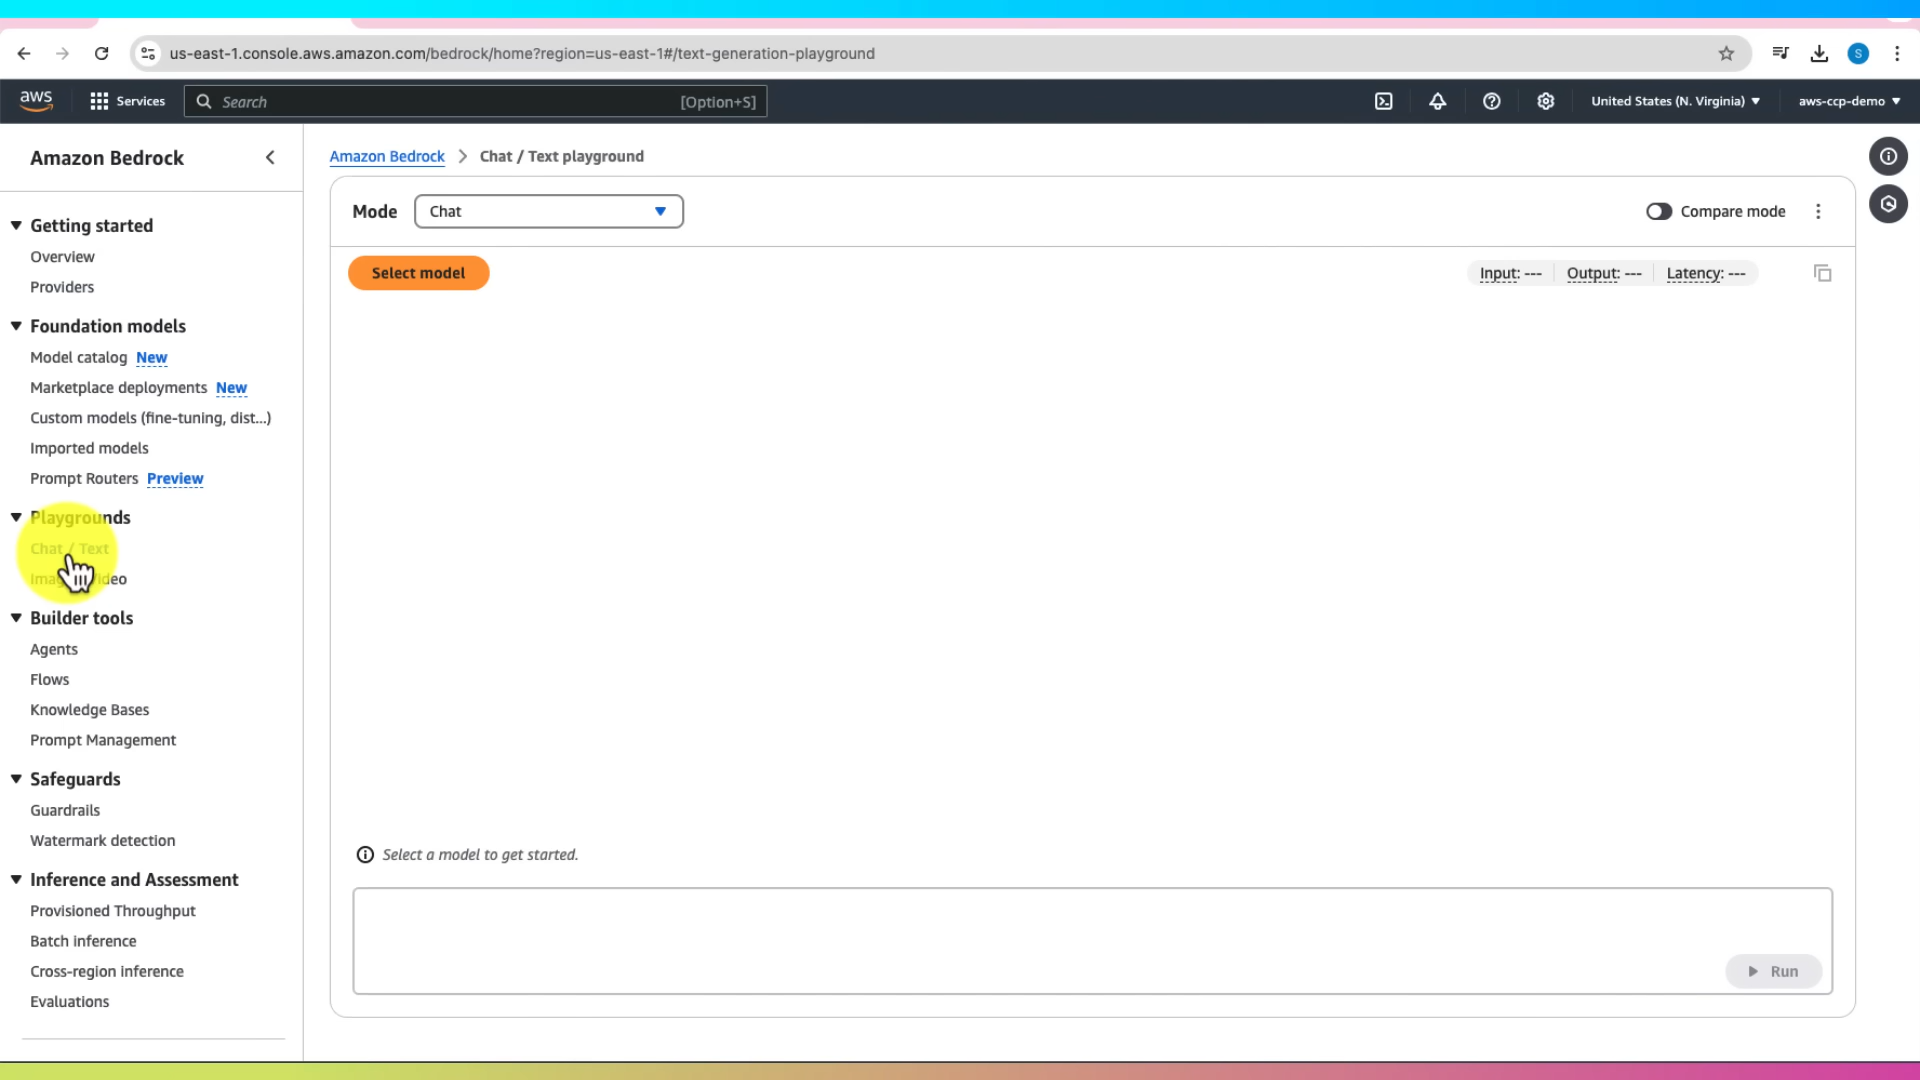 us-east-1.console.aws.amazon.com/bedrock/home?region=us-east-1#/text-generation-playground
S
aws Services Search [Option+S] United States (N. Virginia) aws-ccp-demo
Amazon Bedrock
Getting started
Overview
Providers
Foundation models
Model catalog New
Marketplace deployments New
Custom models (fine-tuning, dist...)
Imported models
Prompt Routers Preview
Playgrounds
Chat / Text
Builder tools
Agents
Flows
Knowledge Bases
Prompt Management
Safeguards
Guardrails
Watermark detection
Inference and Assessment
Provisioned Throughput
Batch inference
Cross-region inference
Evaluations
Amazon Bedrock > Chat / Text playground
Mode Chat Compare mode
Select model Input: --- Output: --- Latency: ---
Select a model to get started.
Run